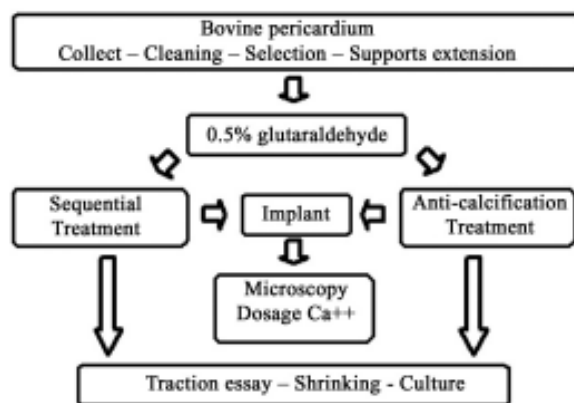 Bovine pericardium
Collect – Cleaning – Selection – Supports extension
0.5% glutaraldehyde
Sequential
Treatment
Implant
Anti-calcification
Treatment
Microscopy
Dosage Ca++
Traction essay – Shrinking - Culture